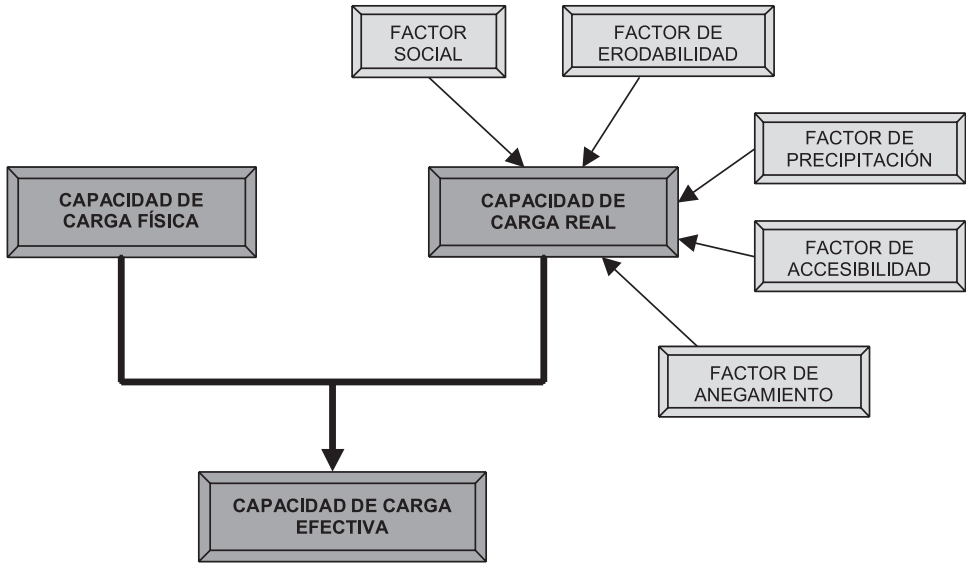 FACTOR
SOCIAL
FACTOR DE
ERODABILIDAD
FACTOR DE
PRECIPITACIÓN
CAPACIDAD DE
CARGA FÍSICA
CAPACIDAD DE
CARGA REAL
FACTOR DE
ACCESIBILIDAD
FACTOR DE
ANEGAMIENTO
CAPACIDAD DE CARGA
EFECTIVA